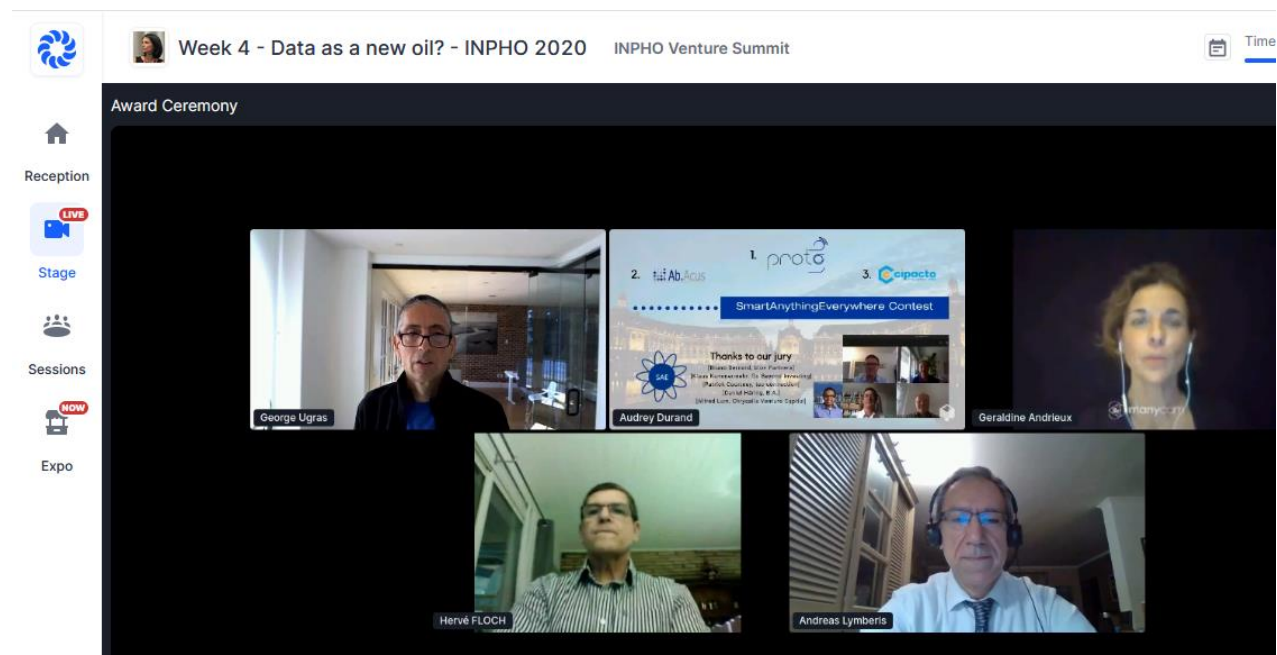 Week 4 - Data as a new oil? - INPHO 2020
INPHO Venture Summit
Time
Award Ceremony
Reception
LIVE
Stage
Sessions
NOW
Expo
George Ugras
1. proto
2. Ab.Acus
3. cipacto
SmartAnythingEverywhere Contest
SAE
Thanks to our jury
Audrey Durand
manycam
Geraldine Andrieux
Hervé FLOCH
Andreas Lymberis